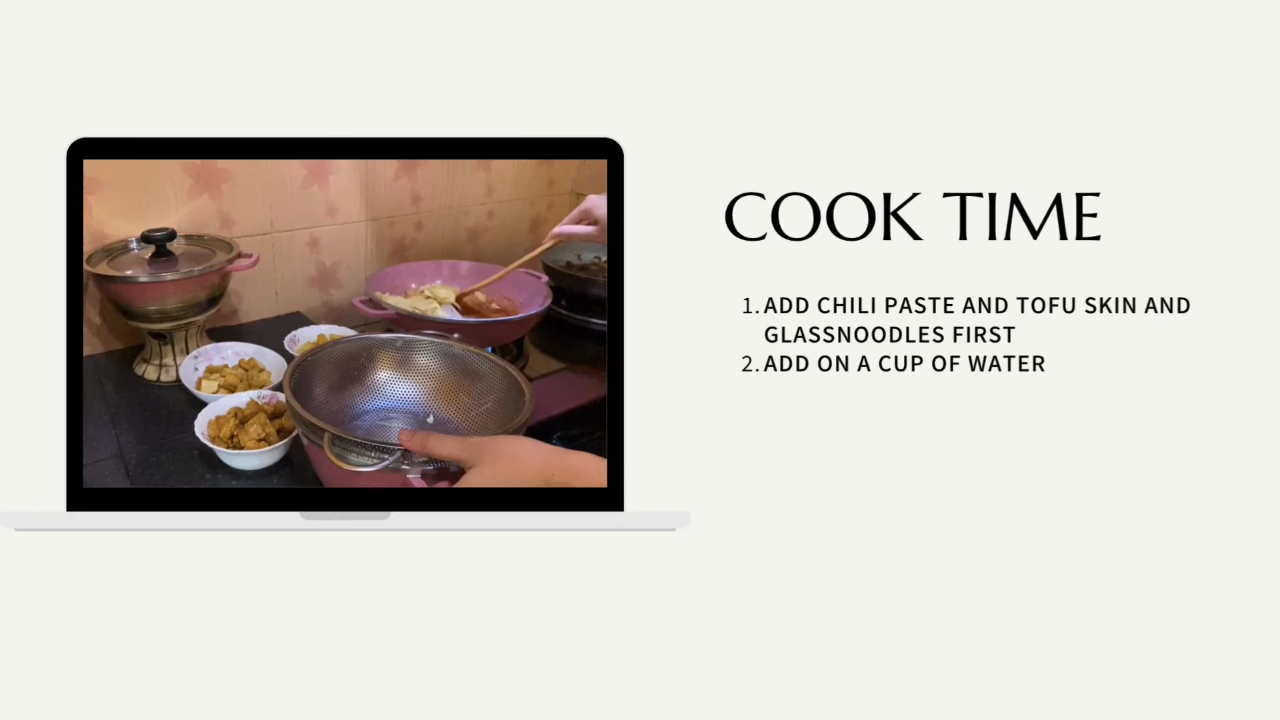 COOK TIME
1. ADD CHILI PASTE AND TOFU SKIN AND
GLASSNOODLES FIRST
2. ADD ON A CUP OF WATER